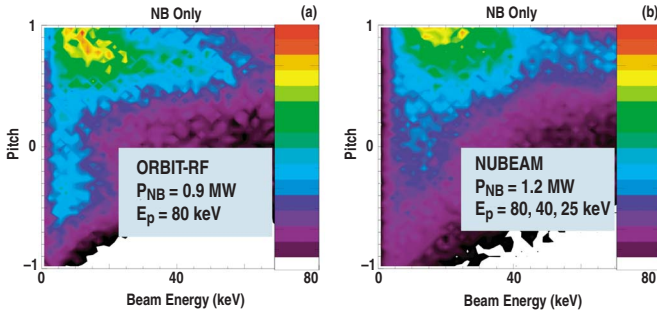 NB Only
(a)
1
Pitch
0
−1
ORBIT-RF
PNB = 0.9 MW
Ep = 80 keV
0
40
80
Beam Energy (keV)
NB Only
(b)
1
Pitch
0
−1
NUBEAM
PNB = 1.2 MW
Ep = 80, 40, 25 keV
0
40
80
Beam Energy (keV)